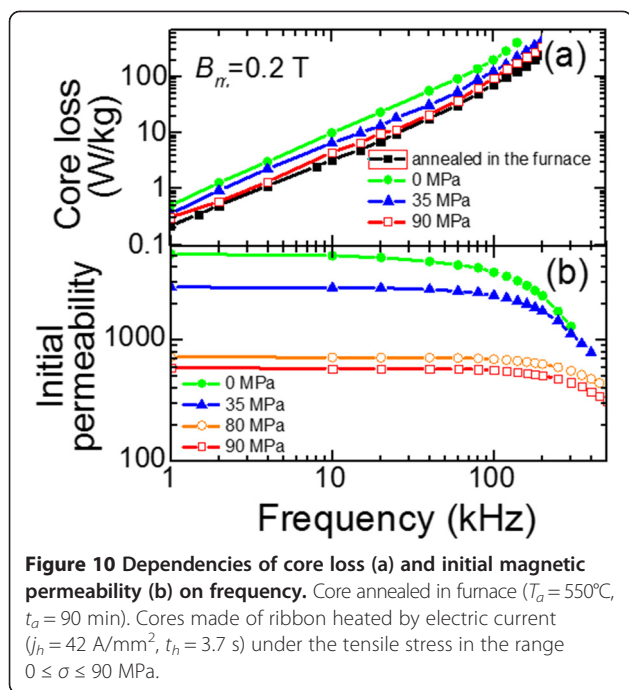 (a)
B_m.=0.2 T
Core loss
(W/kg)
100
10
1
0.1
annealed in the furnace
0 MPa
35 MPa
90 MPa
(b)
Initial
permeability
1000
100
0 MPa
35 MPa
80 MPa
90 MPa
1 10 100
Frequency (kHz)
Figure 10 Dependencies of core loss (a) and initial magnetic
permeability (b) on frequency. Core annealed in furnace (Tₐ = 550°C,
tₐ = 90 min). Cores made of ribbon heated by electric current
(jₕ = 42 A/mm², tₕ = 3.7 s) under the tensile stress in the range
0 ≤ σ ≤ 90 MPa.